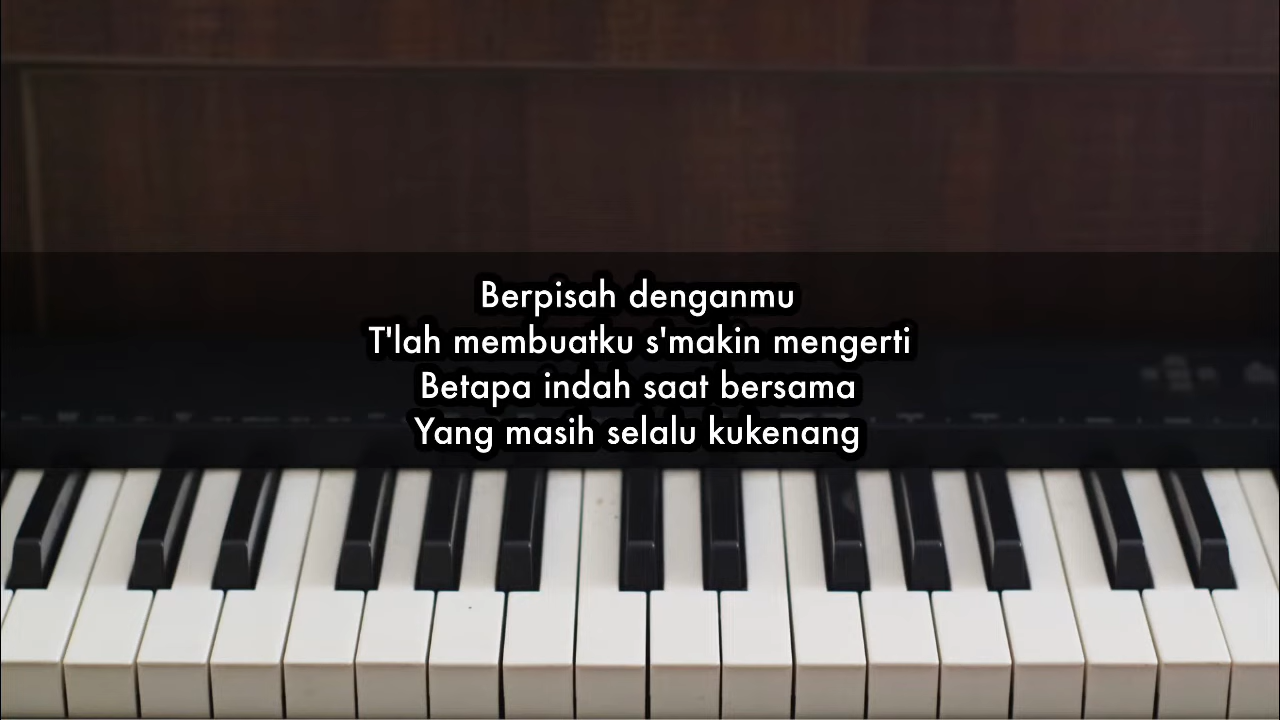 Berpisah denganmu
T'lah membuatku s'makin mengerti
Betapa indah saat bersama
Yang masih selalu kukenang